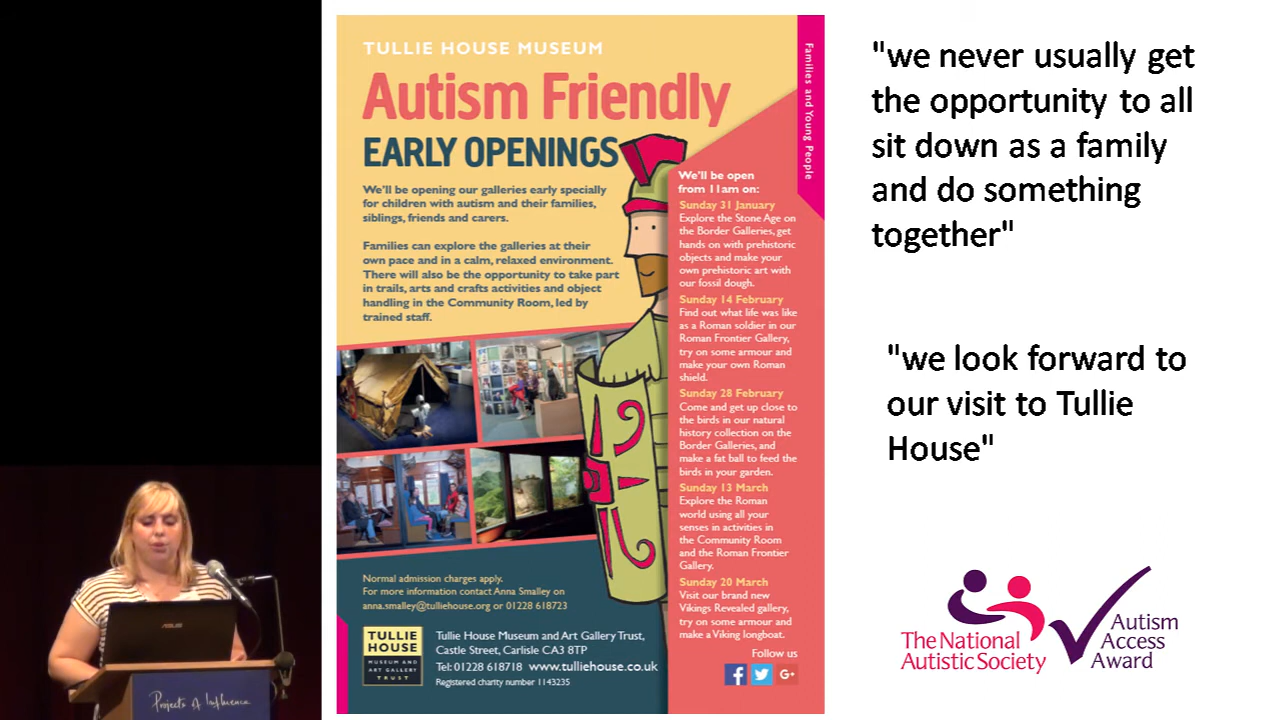 TULLIE HOUSE MUSEUM
Autism Friendly
EARLY OPENINGS
We'll be opening our galleries early specially
for children with autism and their families,
siblings, friends and carers.
Families can explore the galleries at their
own pace and in a calm, relaxed environment.
There will also be the opportunity to take part
in trails, arts and crafts activities and object
handling in the Community Room, led by
trained staff.
Families and Young People
We'll be open
from 11am on:
Sunday 31 January
Explore the Stone Age on
the Border Galleries, get
hands on with prehistoric
objects and make your
own prehistoric art with
our fossil dough.
Sunday 14 February
Find out what life was like
as a Roman soldier in our
Roman Frontier Gallery,
try on some armour and
make your own Roman
shield.
Sunday 28 February
Come and get up close to
the birds in our natural
history collection on the
Border Galleries, and
make a fat ball to feed the
birds in your garden.
Sunday 13 March
Explore the Roman
world using all your
senses in activities in
the Community Room
and the Roman Frontier
Gallery.
Sunday 20 March
Visit our brand new
Vikings Revealed gallery,
try on some armour and
make a Viking longboat.
Follow us
Normal admission charges apply.
For more information contact Anna Smalley on
anna.smalley@tulliehouse.org or 01228 618723
TULLIE
HOUSE
MUSEUM AND
ART GALLERY
TRUST
Tullie House Museum and Art Gallery Trust,
Castle Street, Carlisle CA3 8TP
Tel: 01228 618718 www.tulliehouse.co.uk
Registered charity number 1143235
"we never usually get
the opportunity to all
sit down as a family
and do something
together"
"we look forward to
our visit to Tullie
House"
The National
Autistic Society
Autism
Access
Award
ASUS
Projects of Influence